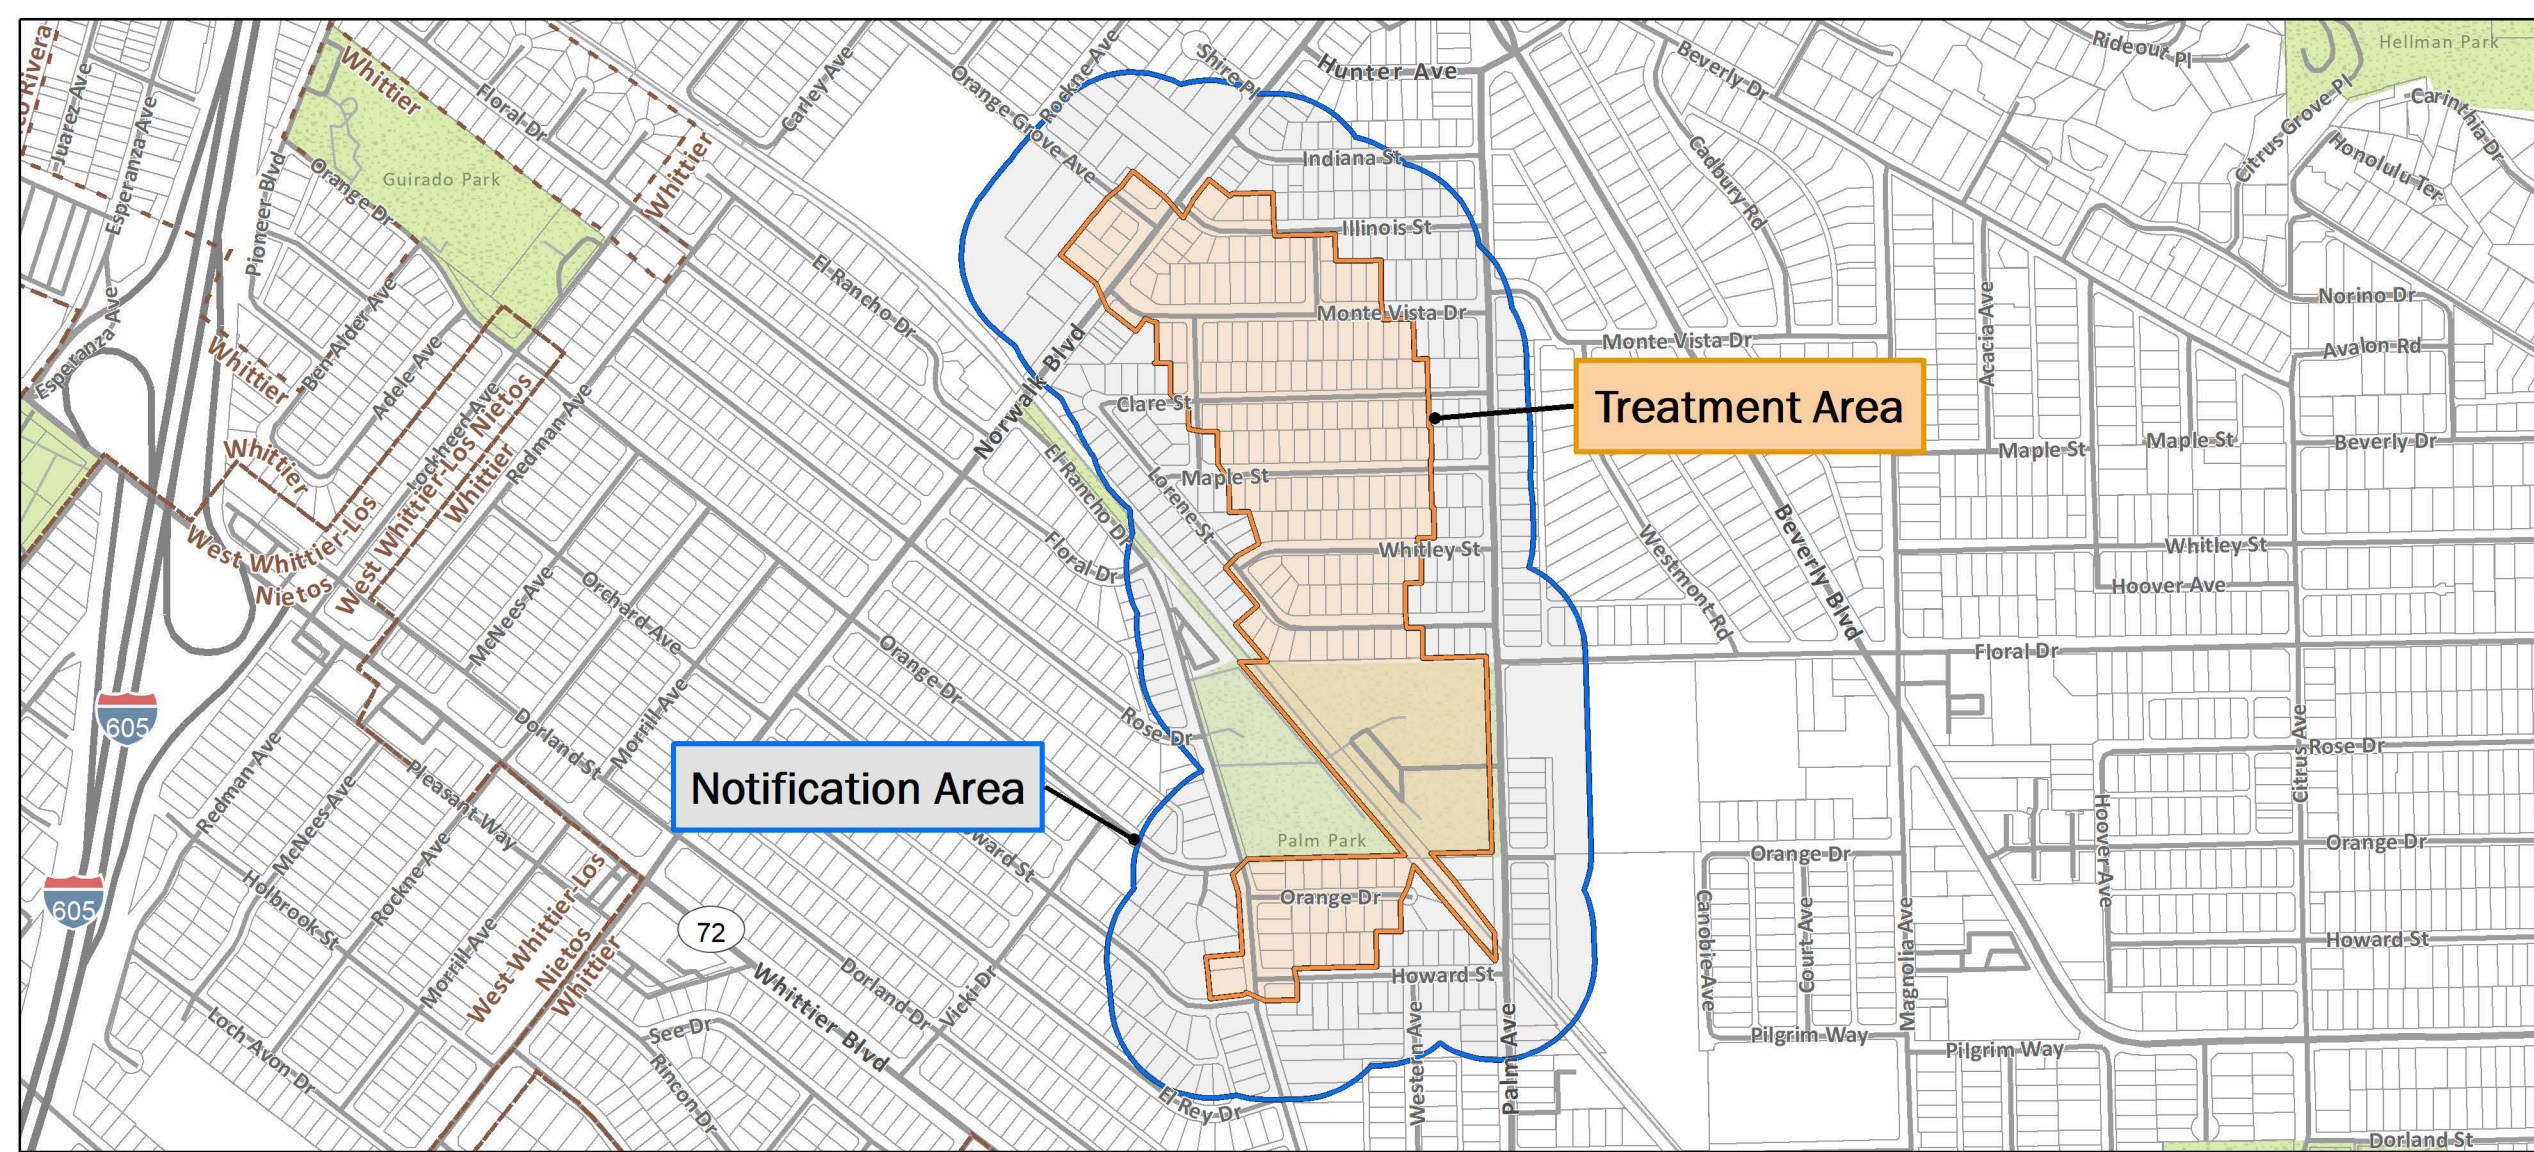 Rivera
Juarez Ave
Esperanza Ave
Esperanza Ave
Esperanza Ave
Pioneer Blvd
Whittier
Floral Dr
Guirado Park
Orange Dr
Whittier
Carley Ave
Orange Grove Ave
Rockne Ave
Shire Pl
Hunter Ave
Indiana St
Illinois St
Monte Vista Dr
Beverly Dr
Cadbury Rd
Rideout Pl
Hellman Park
Citrus Grove Pl
Carinthia Dr
Honolulu Ter
Norino Dr
Avalon Rd
Beverly Dr
Acacia Ave
Monte Vista Dr
Treatment Area
Maple St
Maple St
Whitley St
Hoover Ave
Floral Dr
Westmont Rd
Beverly Blvd
Ben Alder Ave
Adele Ave
Whittier
Whittier
Lockheed Ave
West Whittier-Los Nietos
Whittier
Redman Ave
West Whittier-Los
Nietos
El Rancho Dr
Norwalk Blvd
Clare St
Maple St
Lorene St
El Rancho Dr
Floral Dr
Whitley St
McNees Ave
Orchard Ave
Morrill Ave
Orange Dr
Rose Dr
Dorland St
Pleasant Way
Notification Area
Palm Park
Orange Dr
Howard St
Western Ave
Palm Ave
El Rey Dr
605
605
Redman Ave
McNees Ave
Rockne Ave
Morrill Ave
Holbrook St
Loch Avon Dr
West Whittier-Los
Nietos
Whittier
72
Whittier Blvd
Dorland Dr
Vicki Dr
See Dr
Rincon Dr
Orange Dr
Canobie Ave
Court Ave
Magnolia Ave
Pilgrim Way
Pilgrim Way
Hoover Ave
Citrus Ave
Rose Dr
Orange Dr
Howard St
Dorland St